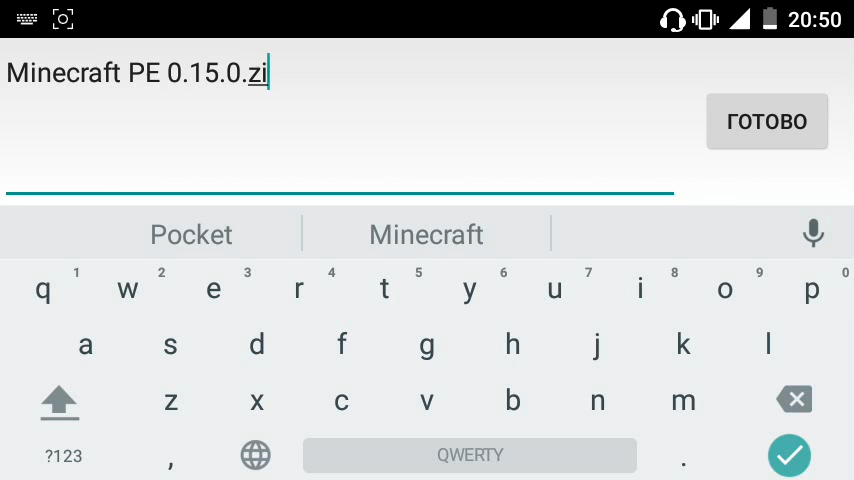 20:50
Minecraft PE 0.15.0.zi
ГОТОВО
Pocket Minecraft
q 1 w 2 e 3 r 4 t 5 y 6 u 7 i 8 o 9 p 0
a s d f g h j k l
z x c v b n m
?123 , QWERTY .